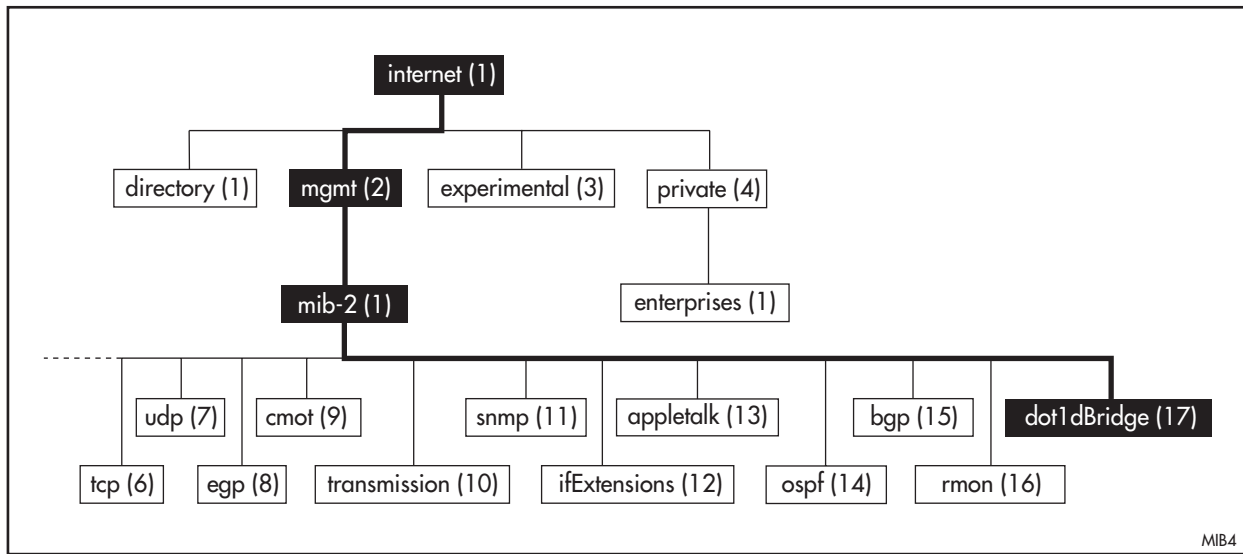 internet (1)
directory (1) mgmt (2) experimental (3) private (4)
mib-2 (1) enterprises (1)
udp (7) cmot (9) snmp (11) appletalk (13) bgp (15) dot1dBridge (17)
tcp (6) egp (8) transmission (10) ifExtensions (12) ospf (14) rmon (16)
MIB4